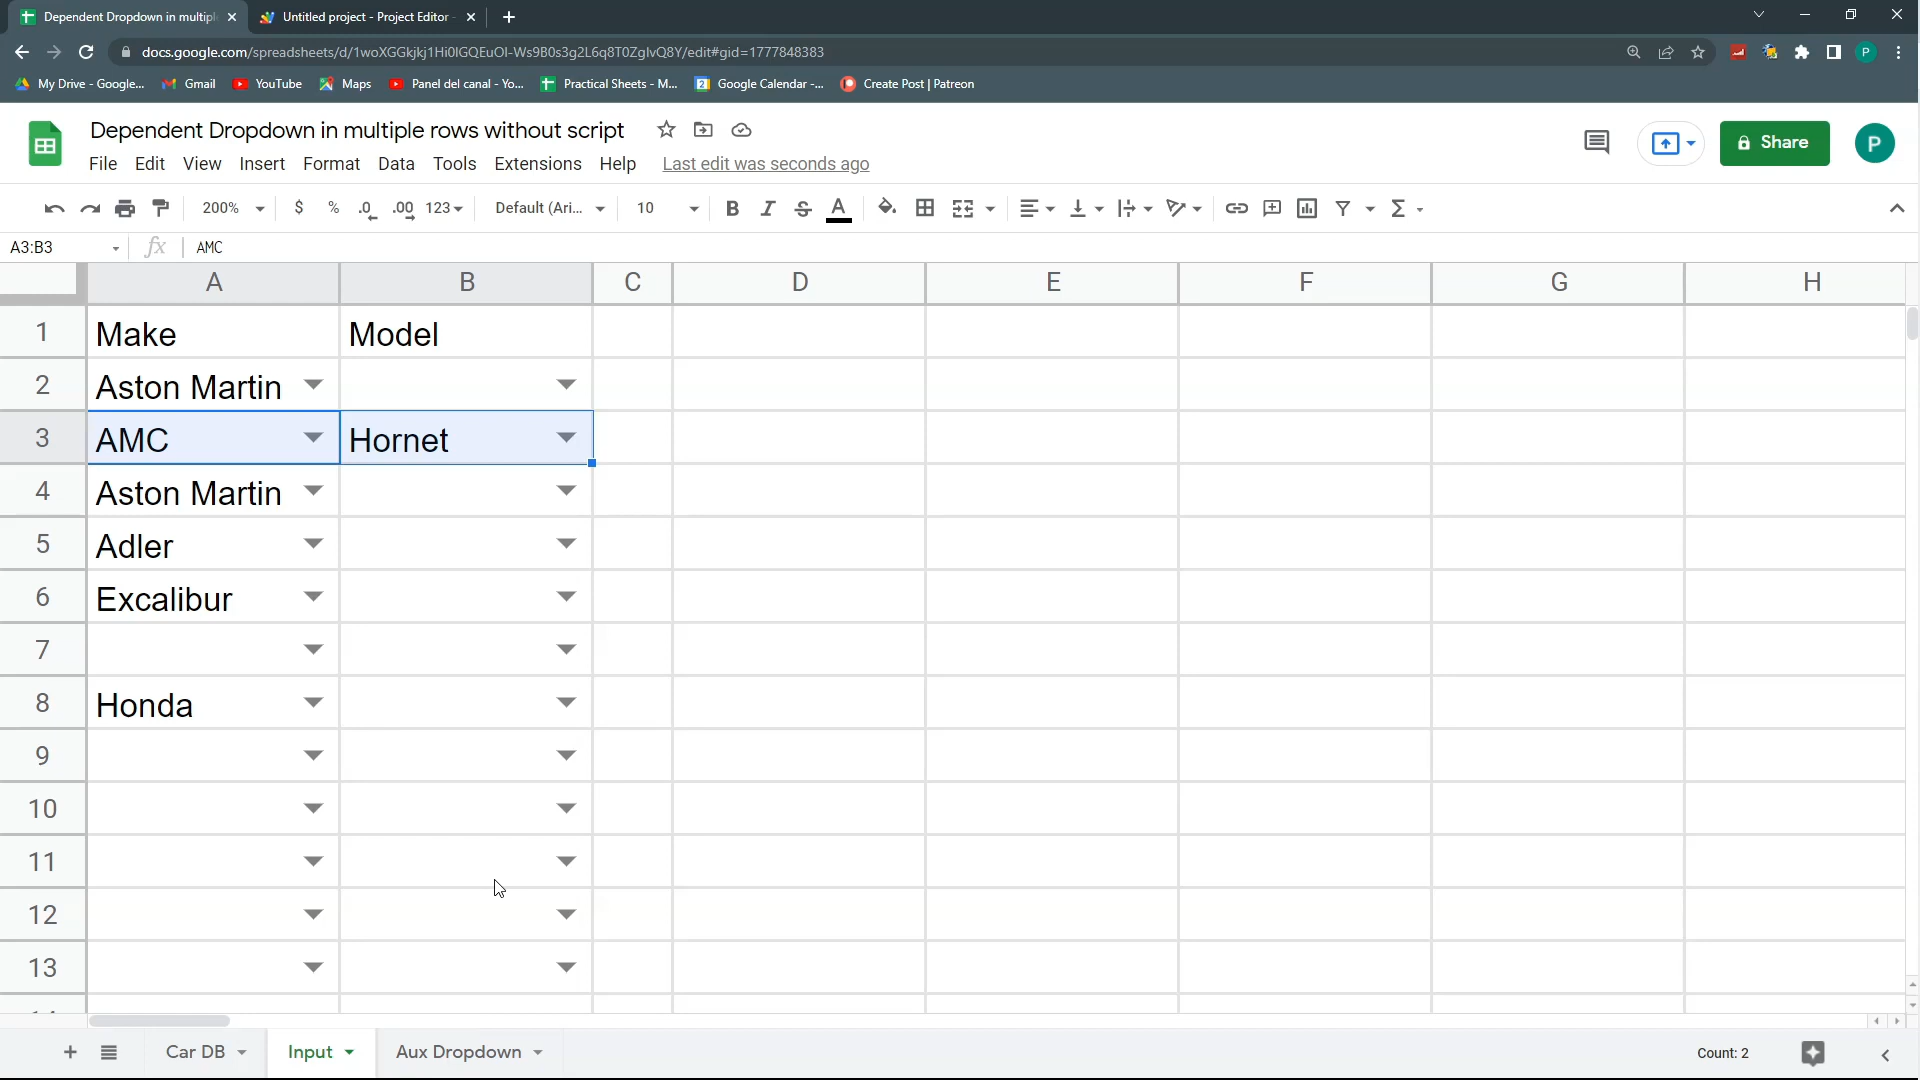 Dependent Dropdown in multipl
Untitled project - Project Editor -
docs.google.com/spreadsheets/d/1woXGGkjkj1Hi0IGQEuOI-Ws9B0s3g2L6q8T0ZglvQ8Y/edit#gid=1777848383
P
My Drive - Google...
Gmail
YouTube
Maps
Panel del canal - Yo...
Practical Sheets - M...
Google Calendar -...
Create Post | Patreon
Dependent Dropdown in multiple rows without script
File Edit View Insert Format Data Tools Extensions Help Last edit was seconds ago
Share
P
200% $ % .0 .00 123 Default (Ari... 10 B I S A Σ
A3:B3 fx AMC
A B C D E F G H
1 Make Model
2 Aston Martin
3 AMC Hornet
4 Aston Martin
5 Adler
6 Excalibur
7
8 Honda
9
10
11
12
13
+ Car DB Input Aux Dropdown Count: 2